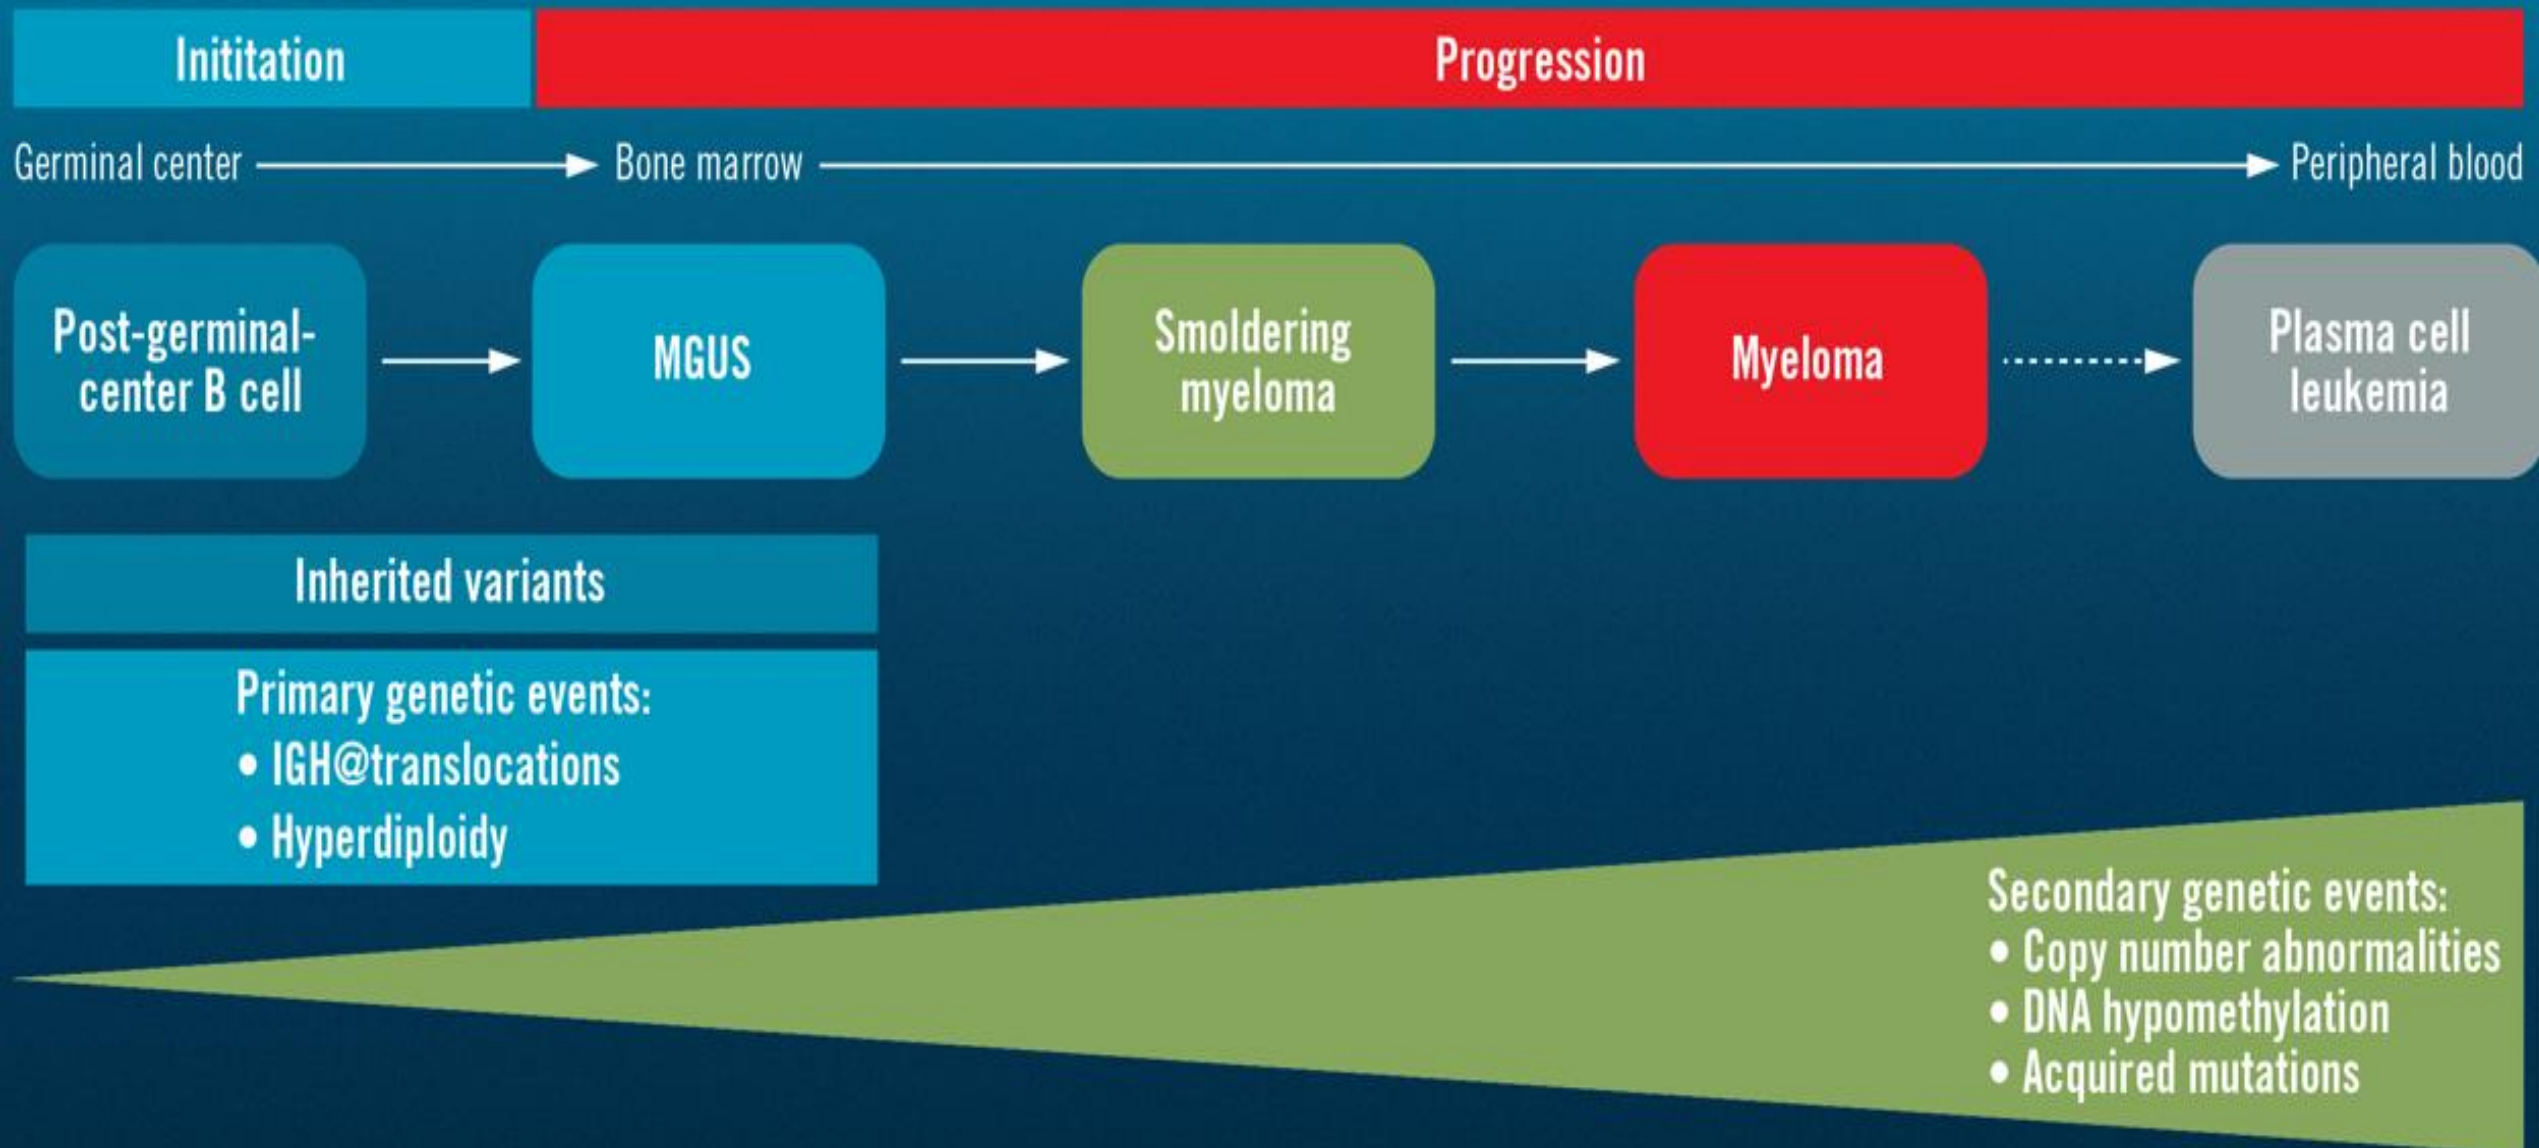 Inititation
Progression
Germinal center
Bone marrow
Peripheral blood
Post-germinal-
center B cell
MGUS
Smoldering
myeloma
Myeloma
Plasma cell
leukemia
Inherited variants
Primary genetic events:
• IGH@translocations
• Hyperdiploidy
Secondary genetic events:
• Copy number abnormalities
• DNA hypomethylation
• Acquired mutations